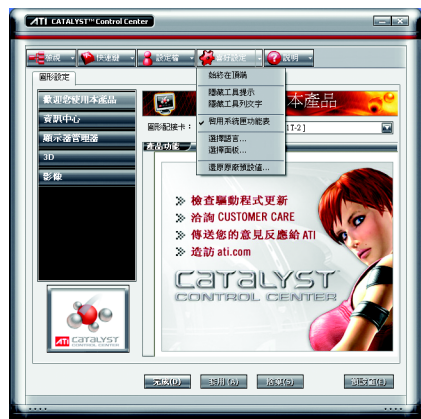 ATI CATALYST™ Control Center
檢視 快速鍵 設定檔 喜好設定 說明
圖形設定
始終在頂端
隱藏工具提示
隱藏工具列文字
啓用系統匣功能表
選擇語言...
選擇面板...
還原原廠預設值...
歡迎您使用本產品
資訊中心
顯示器管理器
3D
影像
本產品
圖形配接卡:
IT-2]
產品功能
檢查驅動程式更新
洽詢 CUSTOMER CARE
傳送您的意見反應給 ATI
造訪 ati.com
CATALYST
CONTROL CENTER
ATI CATALYST
CONTROL CENTER
完成(O) 套用(A) 捨棄(S) 預設值(E)